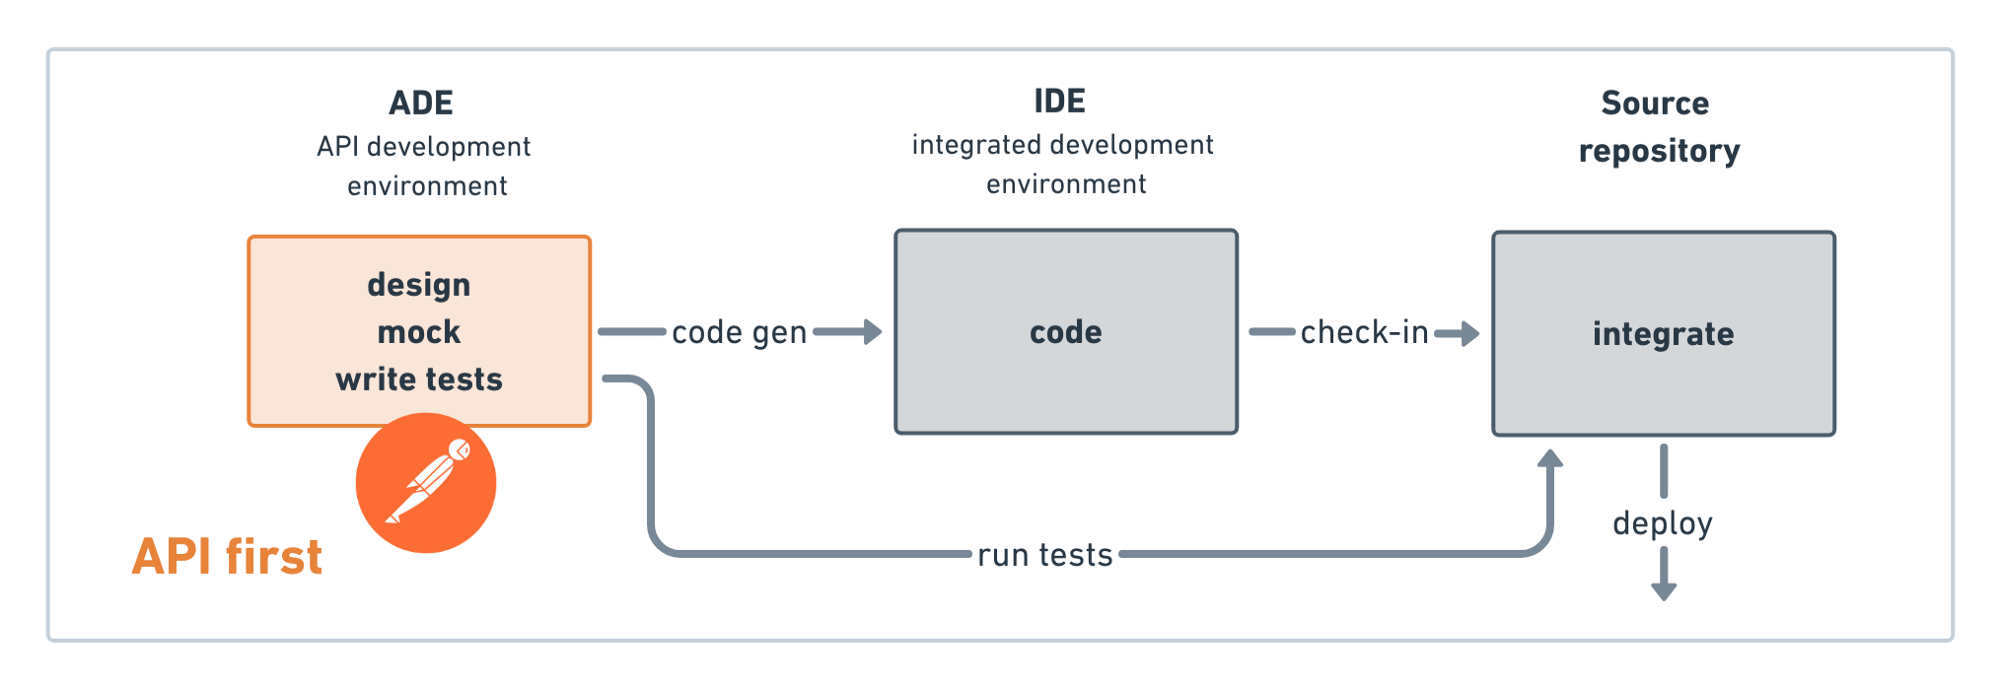 ADE
API development
environment
IDE
integrated development
environment
Source
repository
design
mock
write tests
code gen
code
check-in
integrate
run tests
deploy
API first